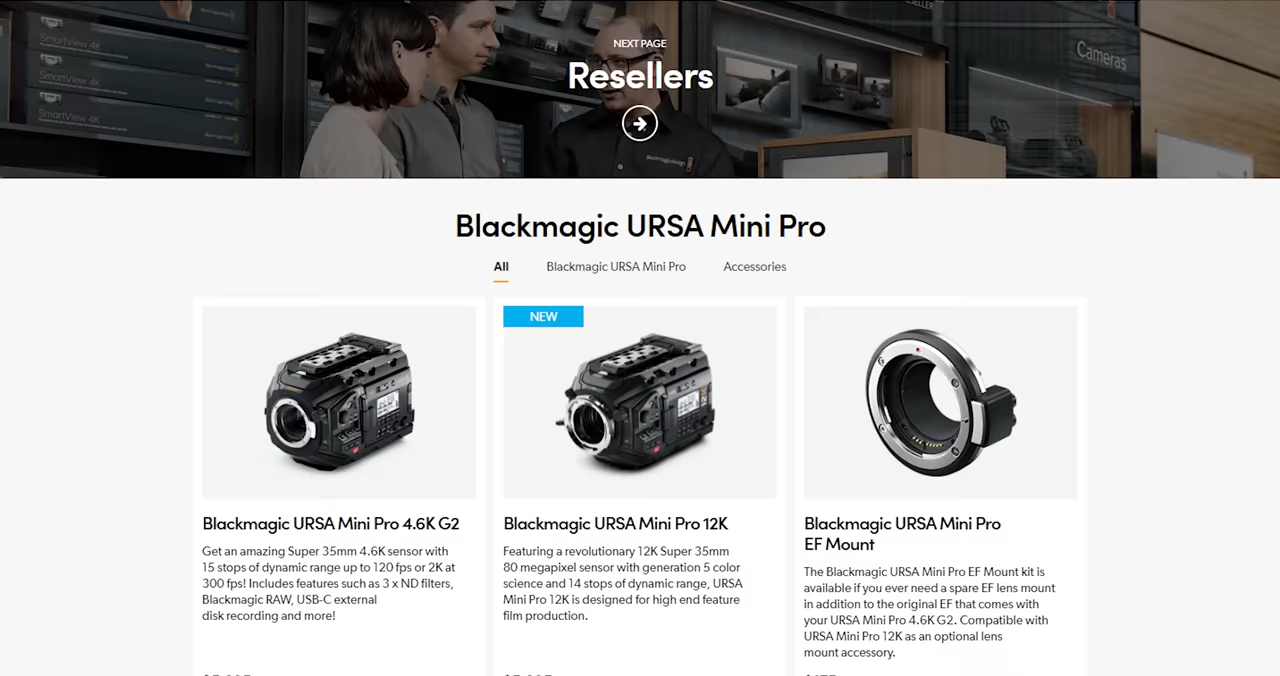 SmartView 4K
SmartView 4K
SmartView 4K
Cameras
NEXT PAGE
Resellers
Blackmagicdesign
Blackmagic URSA Mini Pro
All
Blackmagic URSA Mini Pro
Accessories
NEW
Blackmagic URSA Mini Pro 4.6K G2
Get an amazing Super 35mm 4.6K sensor with
15 stops of dynamic range up to 120 fps or 2K at
300 fps! Includes features such as 3 x ND filters,
Blackmagic RAW, USB-C external
disk recording and more!
Blackmagic URSA Mini Pro 12K
Featuring a revolutionary 12K Super 35mm
80 megapixel sensor with generation 5 color
science and 14 stops of dynamic range, URSA
Mini Pro 12K is designed for high end feature
film production.
Blackmagic URSA Mini Pro
EF Mount
The Blackmagic URSA Mini Pro EF Mount kit is
available if you ever need a spare EF lens mount
in addition to the original EF that comes with
your URSA Mini Pro 4.6K G2. Compatible with
URSA Mini Pro 12K as an optional lens
mount accessory.